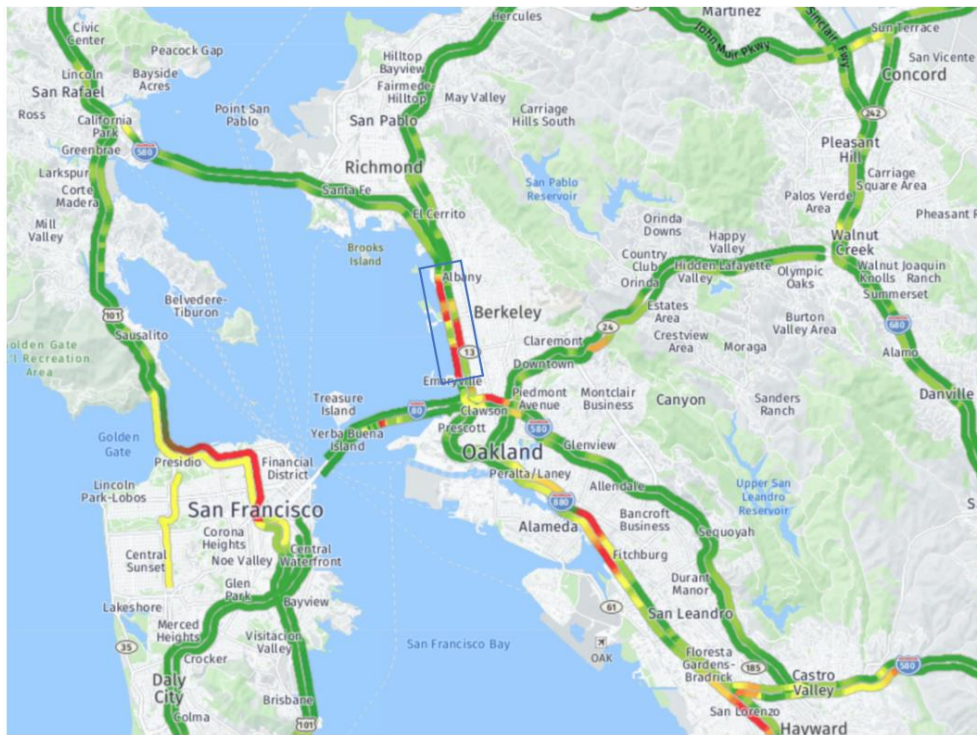 Civic
Center
Peacock Gap
Lincoln
San Rafael
Bayside
Acres
Ross
California
Park
Greenbrae
580
Point San
Pablo
Larkspur
Corte
Madera
Mill
Valley
Hercules
Hilltop
Bayview
Fairmede
Hilltop
May Valley
San Pablo
Carriage
Hills South
Richmond
Santa Fe
El Cerrito
San Pablo
Reservoir
Brooks
Island
Martinez
John Muir Pkwy
Sinclair Fwy
Sun Terrace
San Vicente
Concord
242
Pleasant
Hill
Carriage
Square Area
Palos Verde
Area
Pheasant R
Walnut
Creek
Orinda
Downs
Happy
Valley
Country
Club
Orinda
Hidden
Valley
Lafayette
Olympic
Oaks
Walnut
Knolls
Joaquin
Ranch
Summerset
680
Alamo
Danville
Estates
Area
Burton
Valley Area
Crestview
Area
Moraga
24
Claremont
Downtown
Albany
Berkeley
13
Emeryville
Belvedere-
Tiburon
101
Sausalito
Golden Gate
l Recreation
Area
Treasure
Island
80
Clawson
Piedmont
Avenue
Montclair
Business
Canyon
Sanders
Ranch
Yerba Buena
Island
Prescott
580
Oakland
Glenview
Golden
Gate
Presidio
Financial
District
Lincoln
Park-Lobos
San Francisco
Peralta/Laney
Allendale
880
Upper San
Leandro
Reservoir
Alameda
Bancroft
Business
Sequoyah
Corona
Heights
Noe Valley
Central
Waterfront
Central
Sunset
Fitchburg
Glen
Park
Durant
Manor
Lakeshore
Bayview
61
San Leandro
Merced
Heights
Visitacion
Valley
35
San Francisco Bay
OAK
Crocker
Floresta
Gardens-
Bradrick
185
580
Daly
City
Brisbane
Castro
Valley
Colma
101
San Lorenzo
Hayward
S